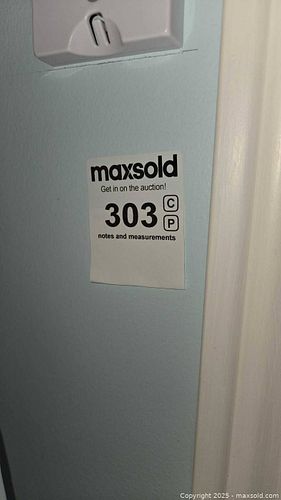 maxsold
Get in on the auction!
303 C
P
notes and measurements
Copyright © 2025 - maxsold.com